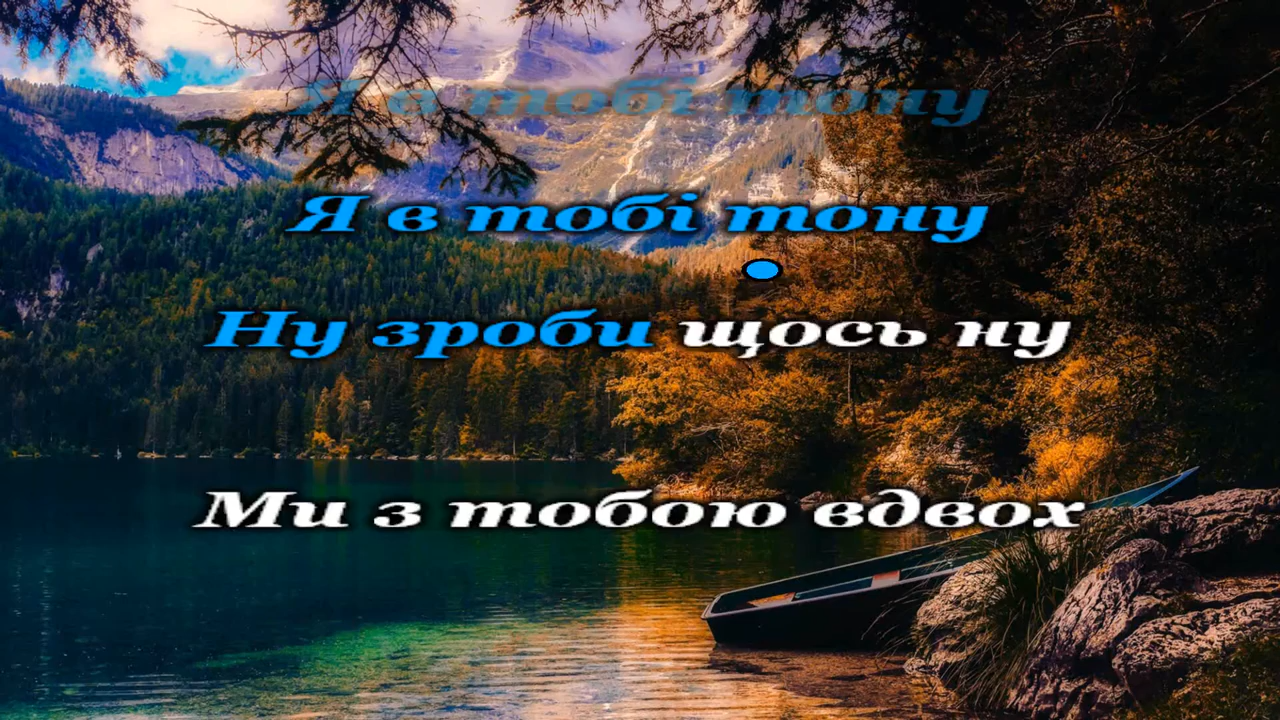 Я в тобі тону
Я в тобі тону
Ну зроби щось ну
Ми з тобою вдвох